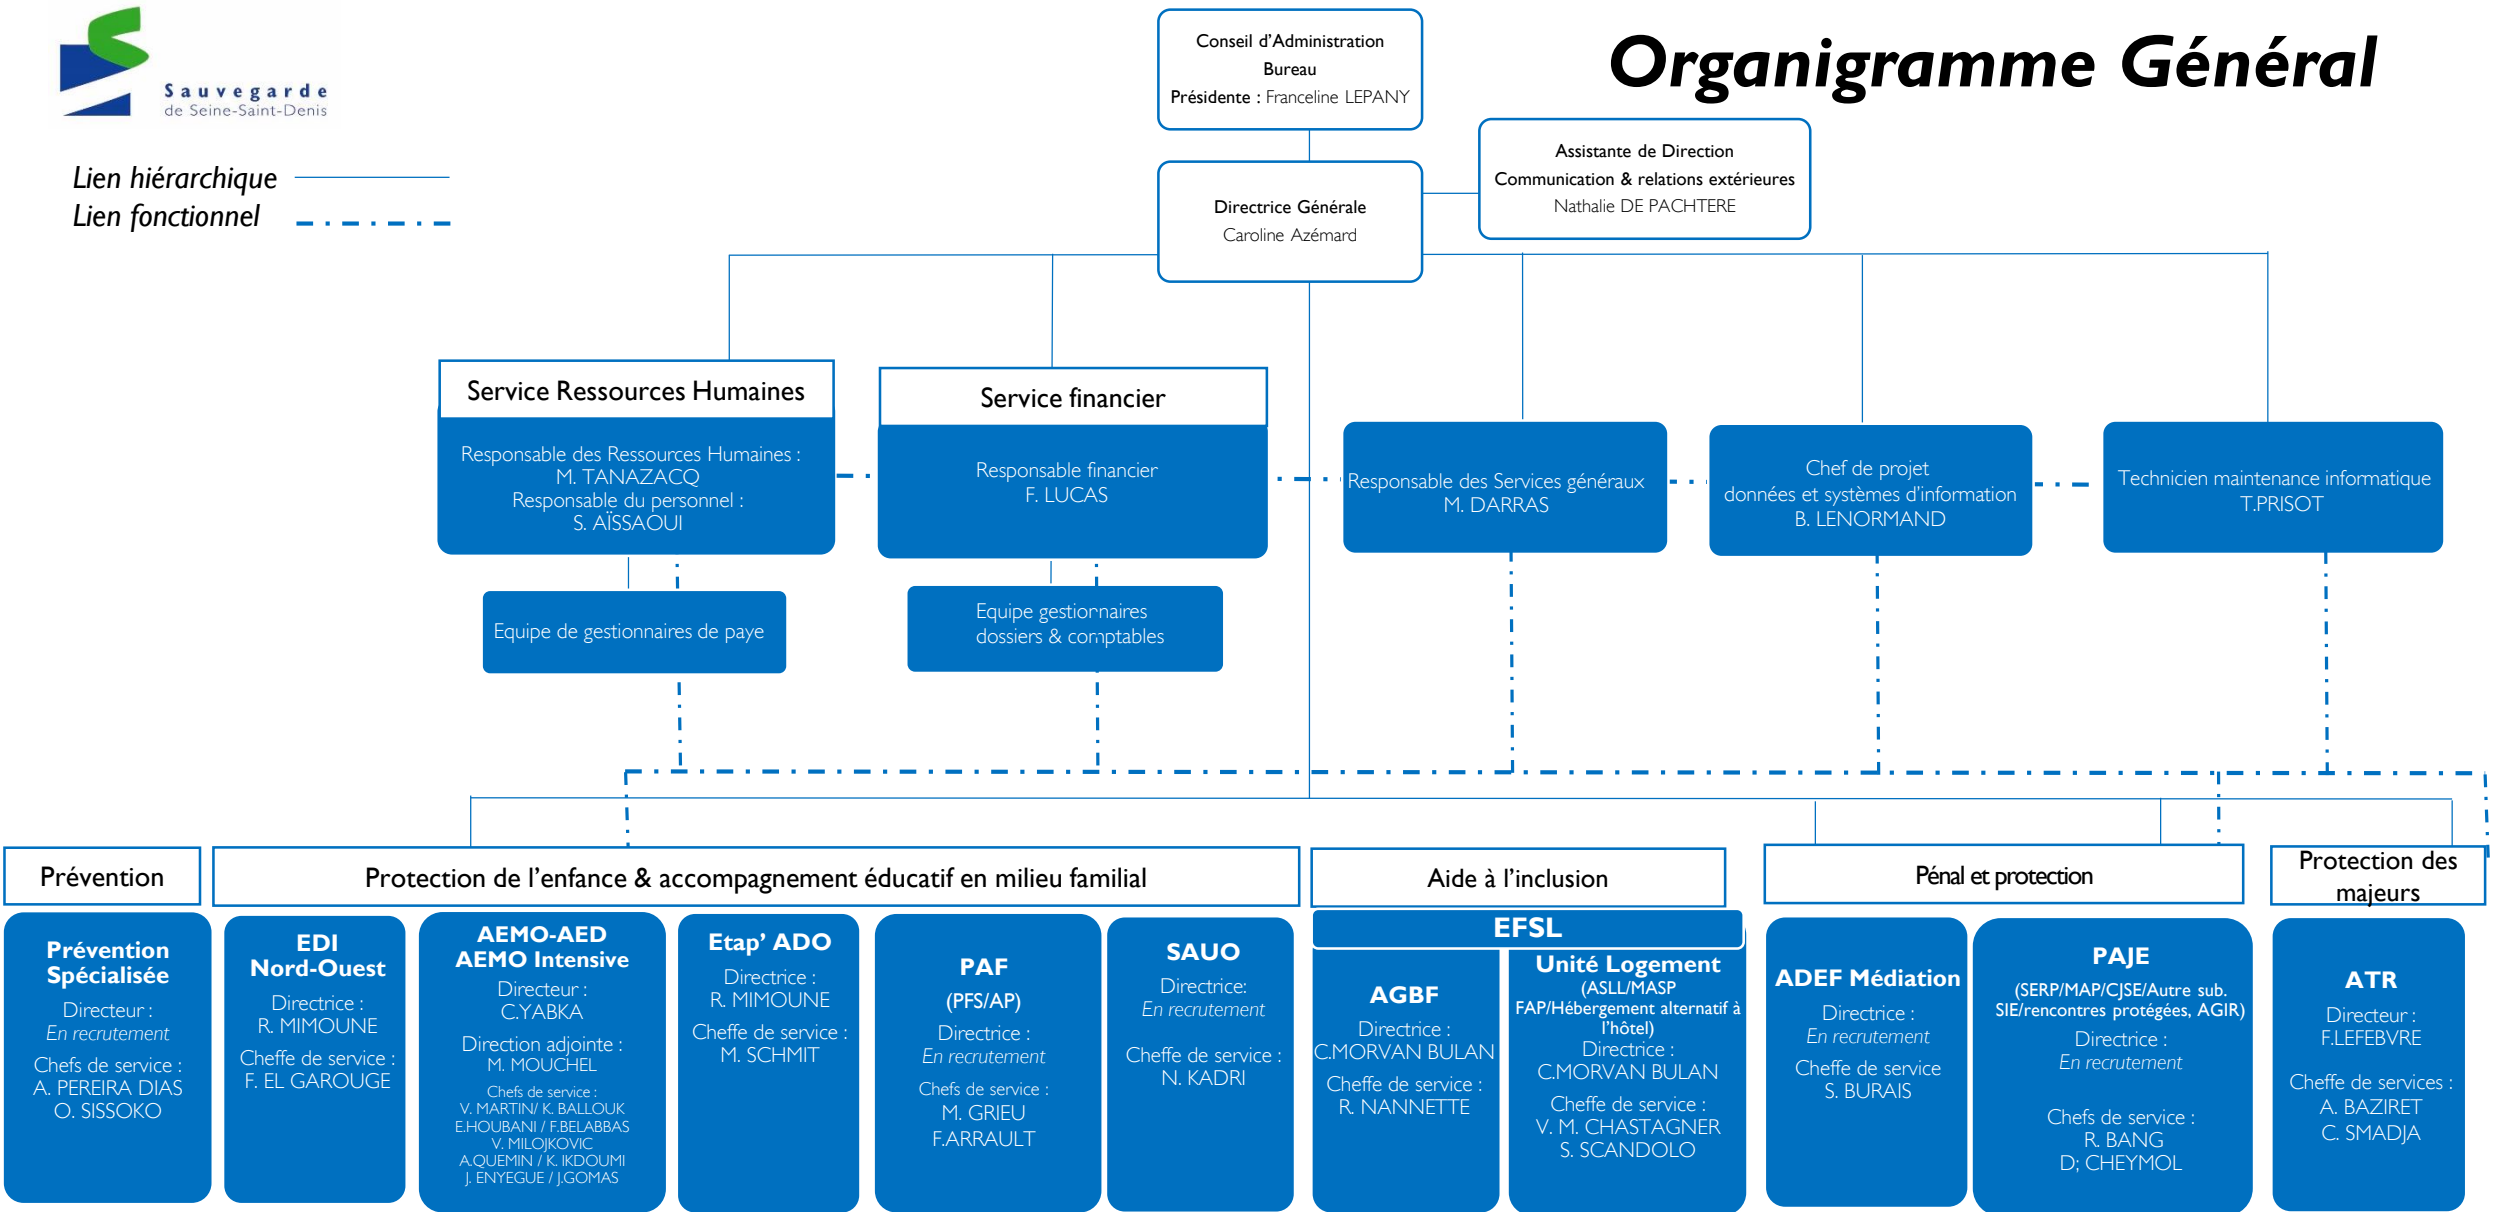 Sauvegarde
de Seine-Saint-Denis
Organigramme Général
Lien hiérarchique
Lien fonctionnel
Conseil d'Administration
Bureau
Présidente : Franceline LEPANY
Assistante de Direction
Communication & relations extérieures
Nathalie DE PACHTERE
Directrice Générale
Caroline Azémard
Service Ressources Humaines
Responsable des Ressources Humaines :
M. TANAZACQ
Responsable du personnel :
S. AÏSSAOUI
Service financier
Responsable financier
F. LUCAS
Responsable des Services généraux
M. DARRAS
Chef de projet
données et systèmes d'information
B. LENORMAND
Technicien maintenance informatique
T.PRISOT
Equipe de gestionnaires de paye
Equipe gestionnaires
dossiers & comptables
Prévention
Prévention
Spécialisée
Directeur :
En recrutement
Chefs de service :
A. PEREIRA DIAS
O. SISSOKO
Protection de l'enfance & accompagnement éducatif en milieu familial
EDI
Nord-Ouest
Directrice :
R. MIMOUNE
Cheffe de service :
F. EL GAROUGE
AEMO-AED
AEMO Intensive
Directeur :
C.YABKA
Direction adjointe :
M. MOUCHEL
Chefs de service :
V. MARTIN/ K. BALLOUK
E.HOUBANI / F.BELABBAS
V. MILOJKOVIC
A.QUEMIN / K. IKDOUMI
J. ENYEGUE / J.GOMAS
Etap' ADO
Directrice :
R. MIMOUNE
Cheffe de service :
M. SCHMIT
PAF
(PFS/AP)
Directrice :
En recrutement
Chefs de service :
M. GRIEU
F.ARRAULT
SAUO
Directrice:
En recrutement
Cheffe de service :
N. KADRI
Aide à l'inclusion
EFSL
AGBF
Directrice :
C.MORVAN BULAN
Cheffe de service :
R. NANNETTE
Unité Logement
(ASLL/MASP
FAP/Hébergement alternatif à
l'hôtel)
Directrice :
C.MORVAN BULAN
Cheffe de service :
V. M. CHASTAGNER
S. SCANDOLO
Pénal et protection
ADEF Médiation
Directrice :
En recrutement
Cheffe de service
S. BURAIS
PAJE
(SERP/MAP/CJSE/Autre sub.
SIE/rencontres protégées, AGIR)
Directrice :
En recrutement
Chefs de service :
R. BANG
D; CHEYMOL
Protection des
majeurs
ATR
Directeur :
F.LEFEBVRE
Cheffe de services :
A. BAZIRET
C. SMADJA